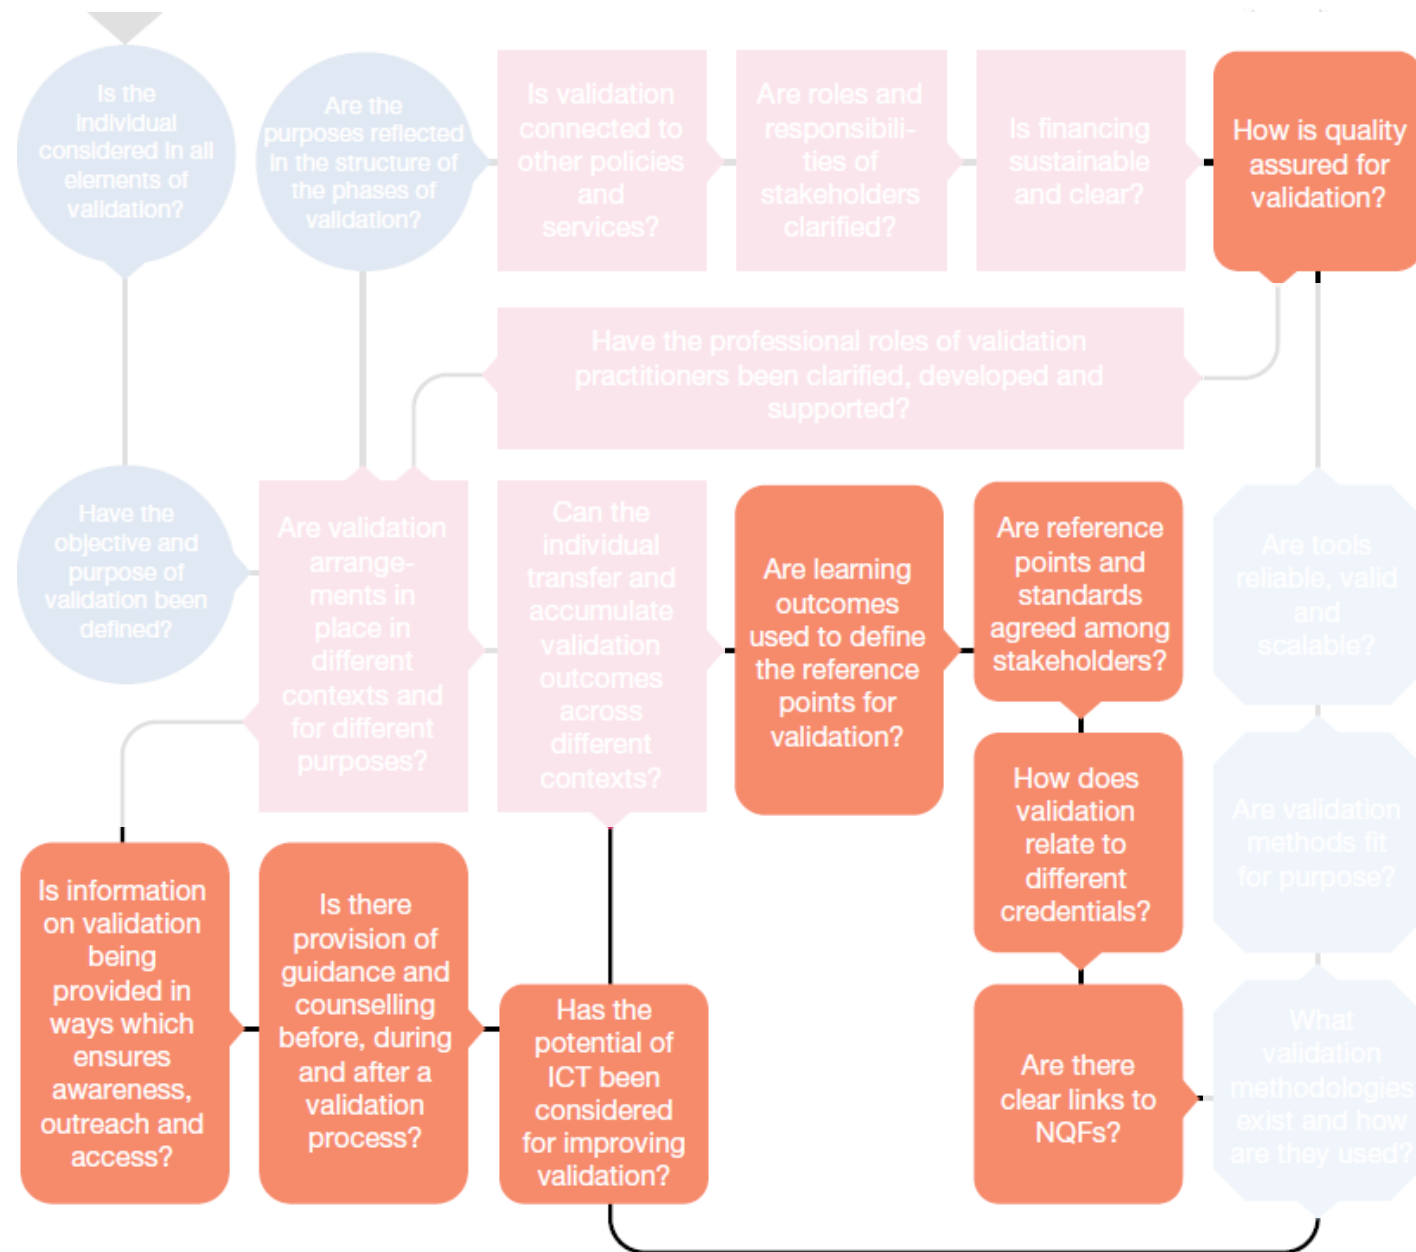 Is the
individual
considered in all
elements of
validation?
Are the
purposes reflected
in the structure of
the phases of
validation?
Is validation
connected to
other policies
and
services?
Are roles and
responsibili-
ties of
stakeholders
clarified?
Is financing
sustainable
and clear?
How is quality
assured for
validation?
Have the professional roles of validation
practitioners been clarified, developed and
supported?
Have the
objective and
purpose of
validation been
defined?
Are validation
arrange-
ments in
place in
different
contexts and
for different
purposes?
Can the
individual
transfer and
accumulate
validation
outcomes
across
different
contexts?
Are learning
outcomes
used to define
the reference
points for
validation?
Are reference
points and
standards
agreed among
stakeholders?
Are tools
reliable, valid
and
scalable?
How does
validation
relate to
different
credentials?
Are validation
methods fit
for purpose?
Is information
on validation
being
provided in
ways which
ensures
awareness,
outreach and
access?
Is there
provision of
guidance and
counselling
before, during
and after a
validation
process?
Has the
potential of
ICT been
considered
for improving
validation?
Are there
clear links to
NQFs?
What
validation
methodologies
exist and how
are they used?